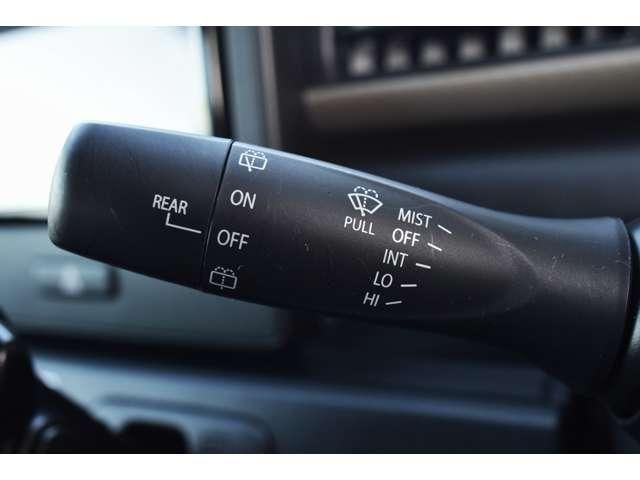 REAR
ON
OFF
PULL
MIST
OFF
INT
LO
HI